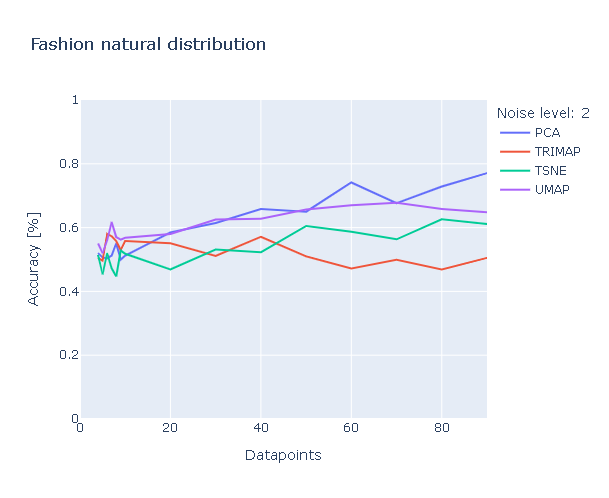 Fashion natural distribution
Noise level: 2
PCA
TRIMAP
TSNE
UMAP
Accuracy [%]
1
0.8
0.6
0.4
0.2
0
0 20 40 60 80
Datapoints